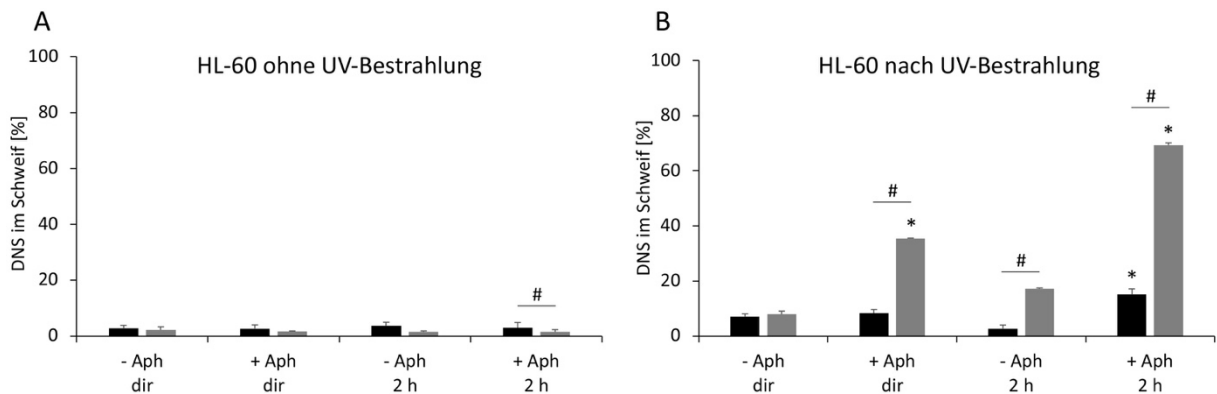 A
HL-60 ohne UV-Bestrahlung
DNS im Schweif [%]
100
80
60
40
20
0
#
- Aph
dir
+ Aph
dir
- Aph
2 h
+ Aph
2 h
B
HL-60 nach UV-Bestrahlung
DNS im Schweif [%]
100
80
60
40
20
0
#
*
#
#
*
*
- Aph
dir
+ Aph
dir
- Aph
2 h
+ Aph
2 h